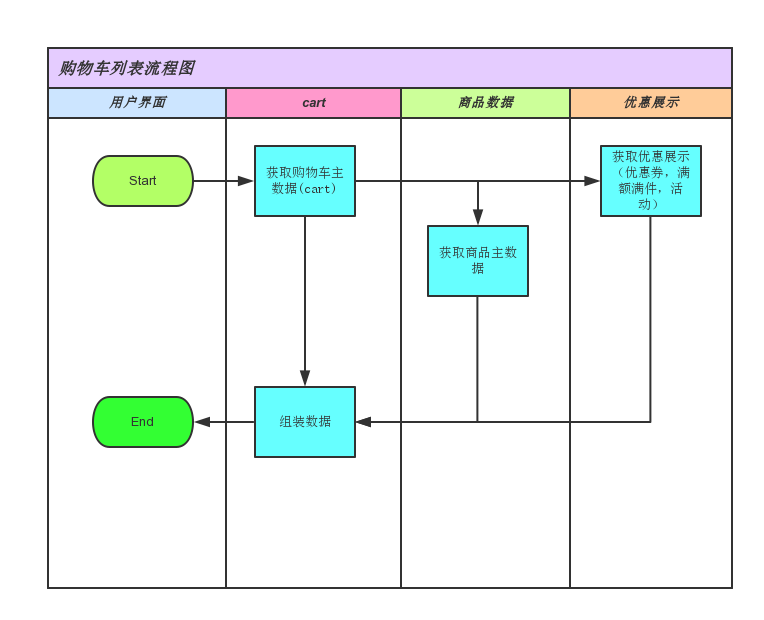 购物车列表流程图
用户界面
cart
商品数据
优惠展示
Start
获取购物车主
数据(cart)
获取优惠展示
（优惠券，满
额满件，活
动）
获取商品主数
据
End
组装数据